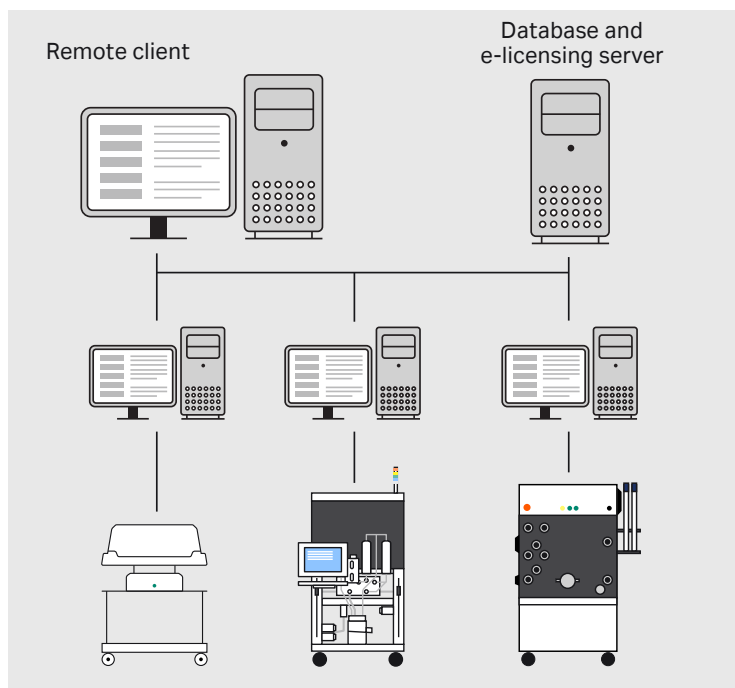 Remote client
Database and
e-licensing server